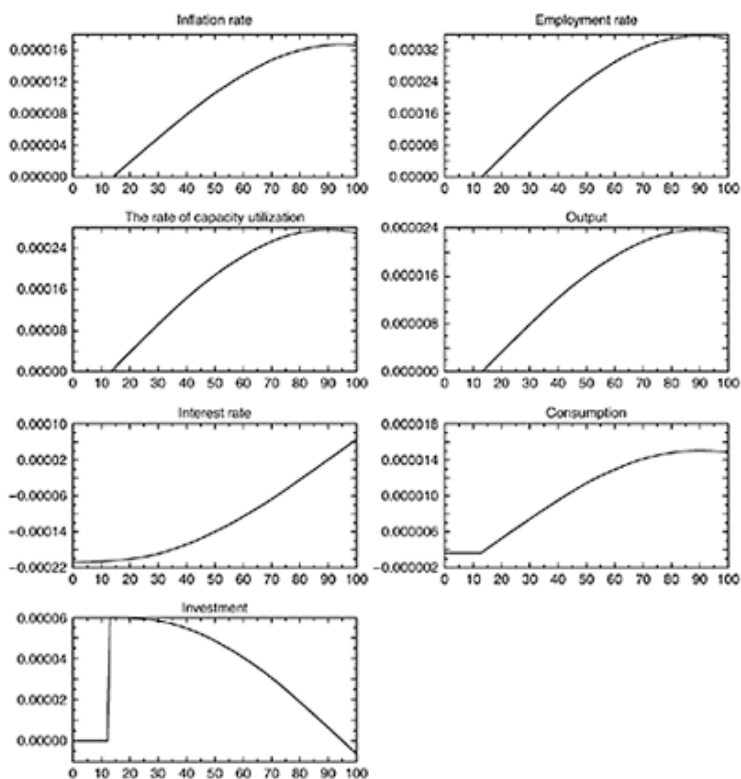 Inflation rate
0.000016
0.000012
0.000008
0.000004
0.000000
0 10 20 30 40 50 60 70 80 90 100
Employment rate
0.00032
0.00024
0.00016
0.00008
0.00000
0 10 20 30 40 50 60 70 80 90 100
The rate of capacity utilization
0.00024
0.00016
0.00008
0.00000
0 10 20 30 40 50 60 70 80 90 100
Output
0.000024
0.000016
0.000008
0.000000
0 10 20 30 40 50 60 70 80 90 100
Interest rate
0.00010
0.00002
−0.00006
−0.00014
−0.00022
0 10 20 30 40 50 60 70 80 90 100
Consumption
0.000018
0.000014
0.000010
0.000006
−0.000002
0 10 20 30 40 50 60 70 80 90 100
Investment
0.00006
0.00004
0.00002
0.00000
0 10 20 30 40 50 60 70 80 90 100